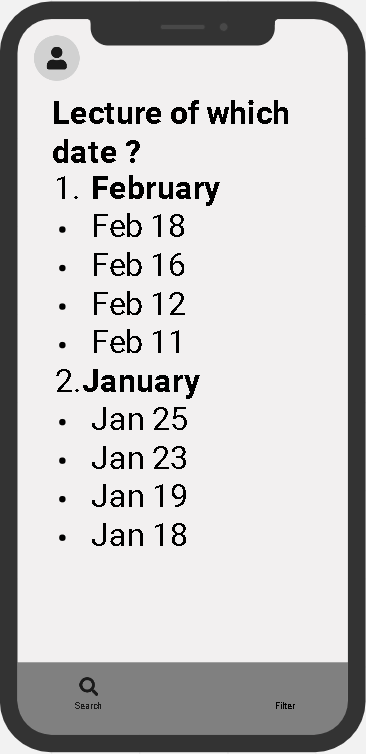 Lecture of which
date ?
1. February
• Feb 18
• Feb 16
• Feb 12
• Feb 11
2.January
• Jan 25
• Jan 23
• Jan 19
• Jan 18
Search
Filter